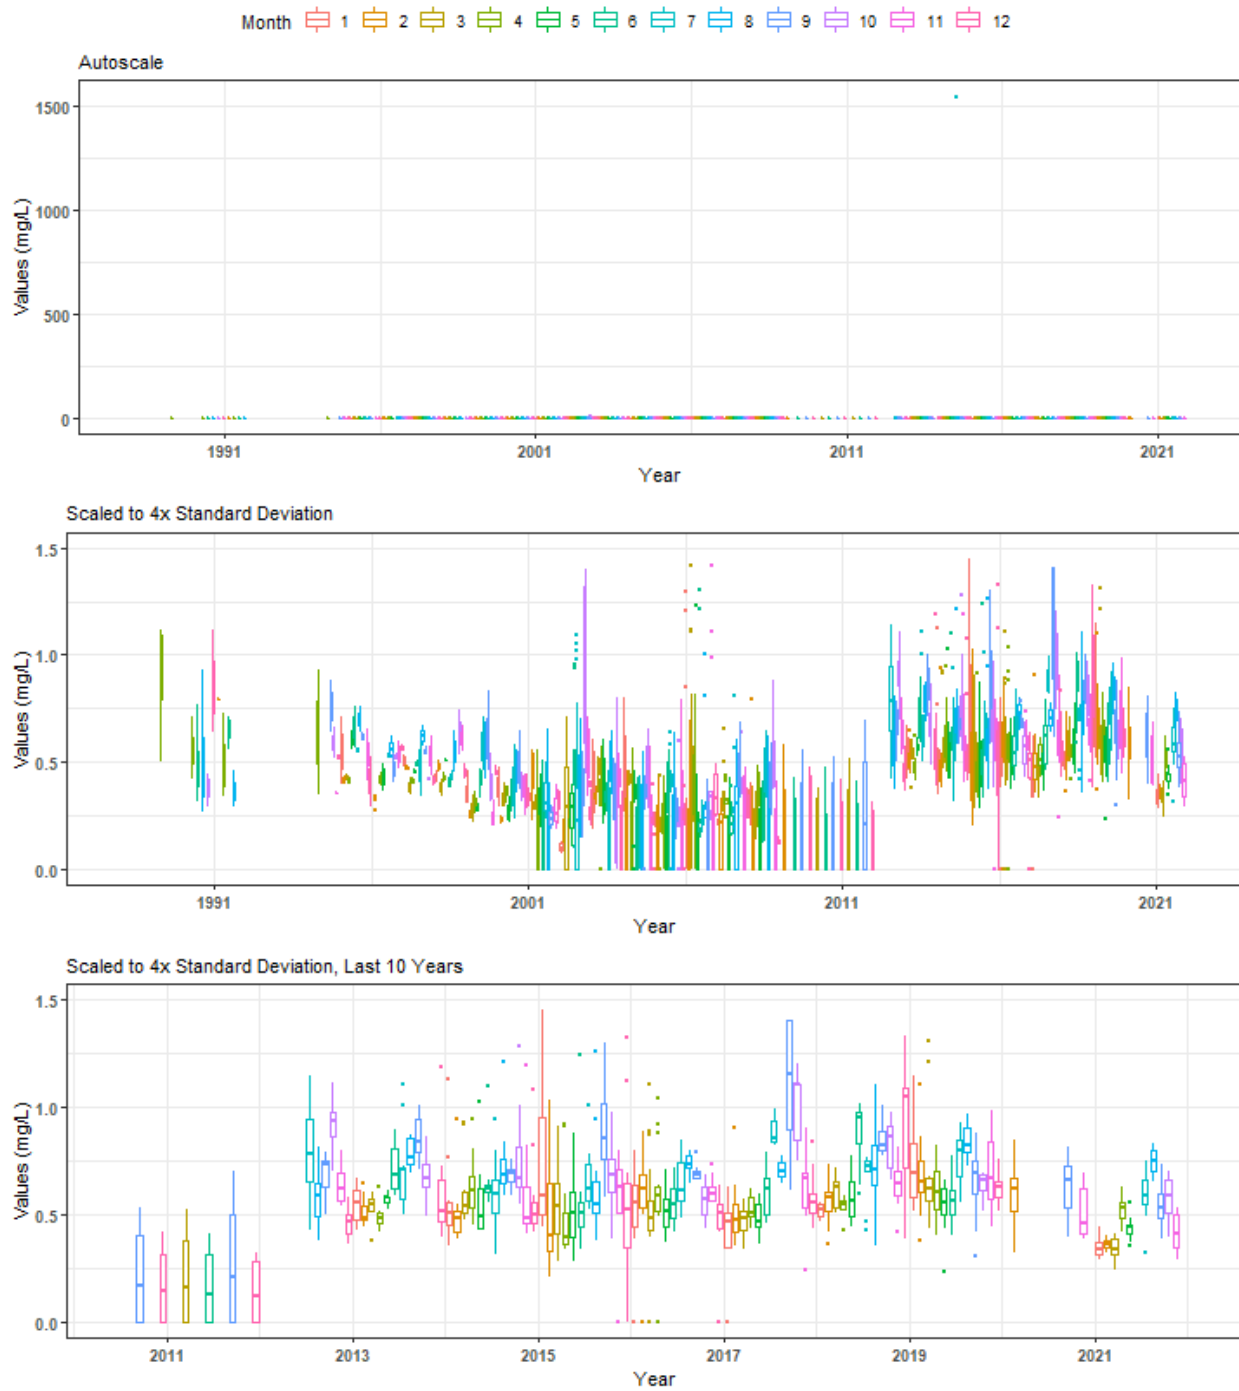 Month 1 2 3 4 5 6 7 8 9 10 11 12
Autoscale
1500
1000
500
0
Values (mg/L)
1991 2001 2011 2021
Year
Scaled to 4x Standard Deviation
1.5
1.0
0.5
0.0
Values (mg/L)
1991 2001 2011 2021
Year
Scaled to 4x Standard Deviation, Last 10 Years
1.5
1.0
0.5
0.0
Values (mg/L)
2011 2013 2015 2017 2019 2021
Year